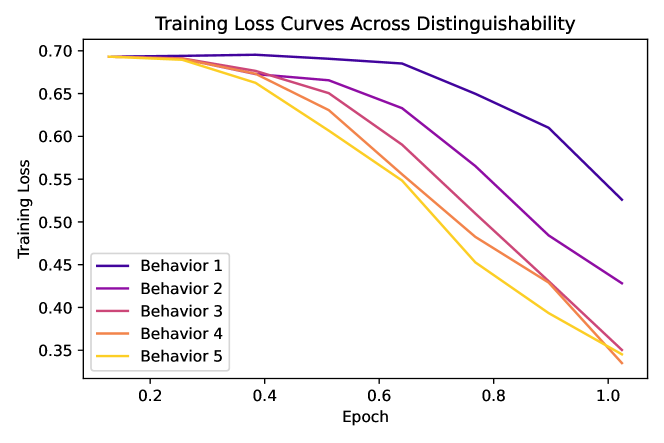 Training Loss Curves Across Distinguishability
0.70
0.65
0.60
0.55
0.50
0.45
0.40
0.35
Training Loss
Behavior 1
Behavior 2
Behavior 3
Behavior 4
Behavior 5
0.2 0.4 0.6 0.8 1.0
Epoch